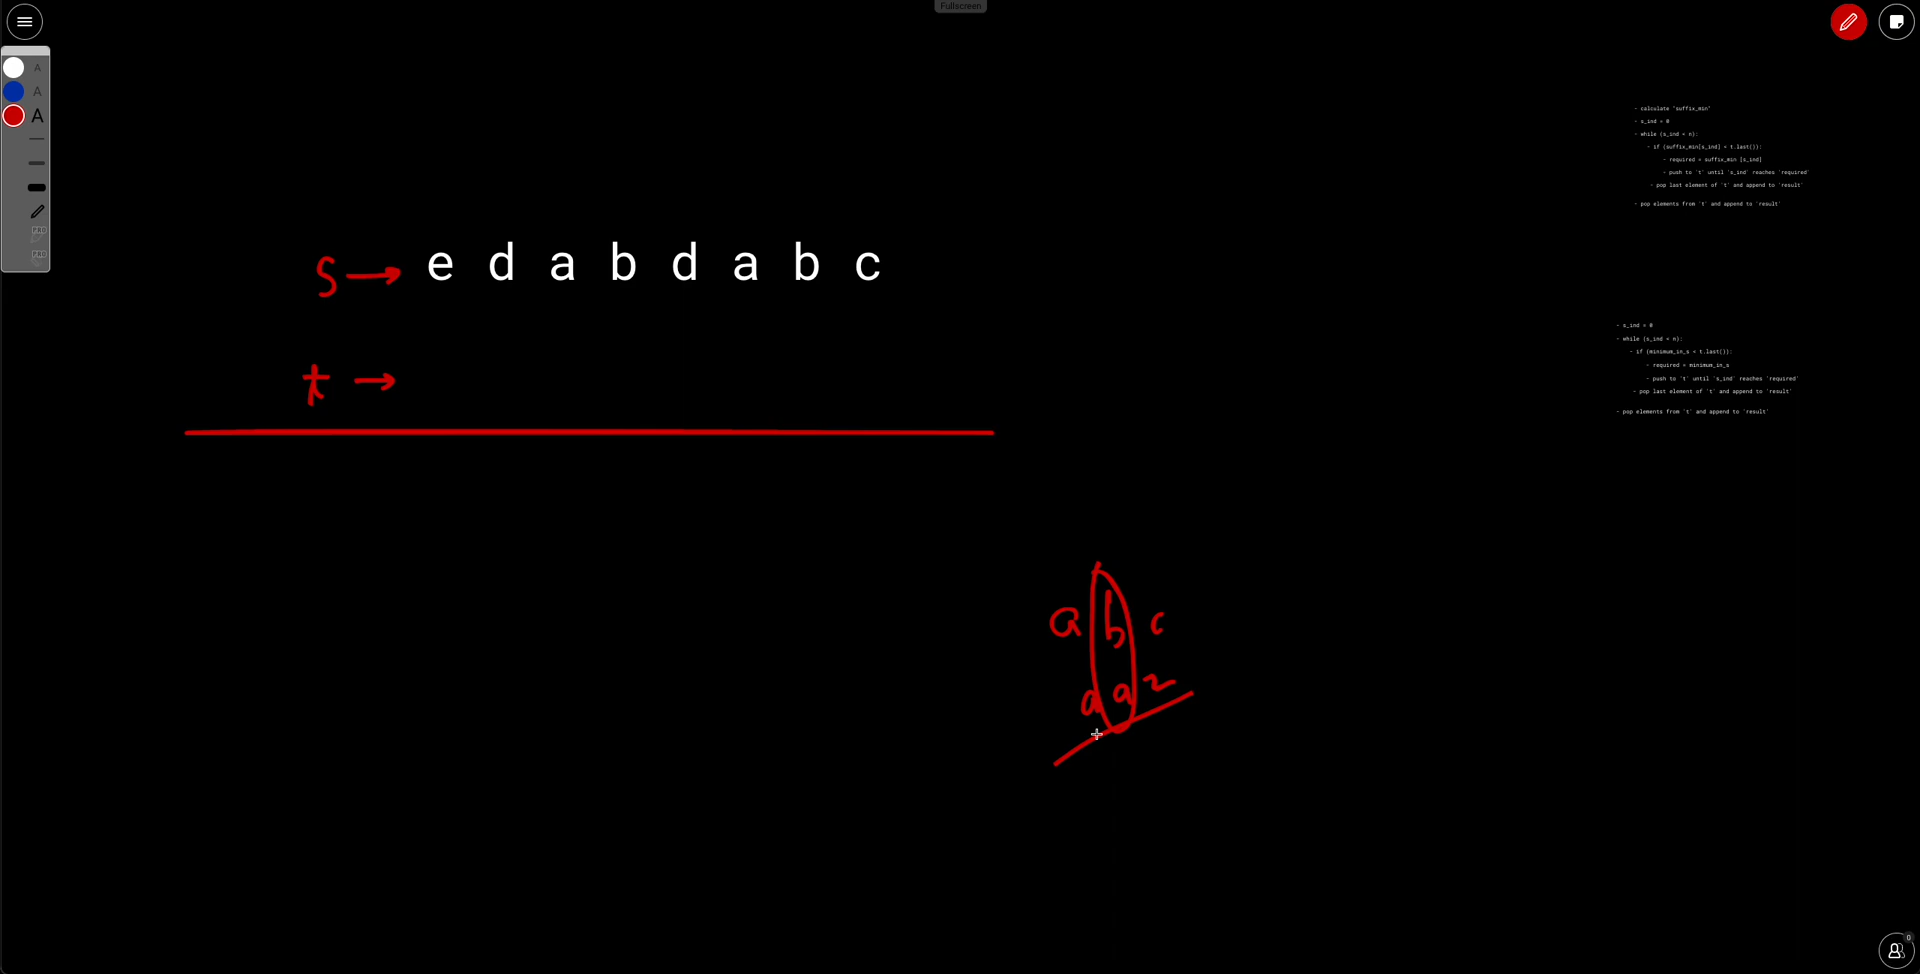 Fullscreen
A
A
A
PRO
PRO
- calculate "suffix_min"
- s_ind = 0
- while (s_ind < n):
- if (suffix_min[s_ind] < t.last()):
- required = suffix_min [s_ind]
- push to `t` until `s_ind` reaches `required`
- pop last element of `t` and append to `result`
- pop elements from `t` and append to `result`
s → e d a b d a b c
t →
- s_ind = 0
- while (s_ind < n):
- if (minimum_in_s < t.last()):
- required = minimum_in_s
- push to `t` until `s_ind` reaches `required`
- pop last element of `t` and append to `result`
- pop elements from `t` and append to `result`
a b c
a a z
0